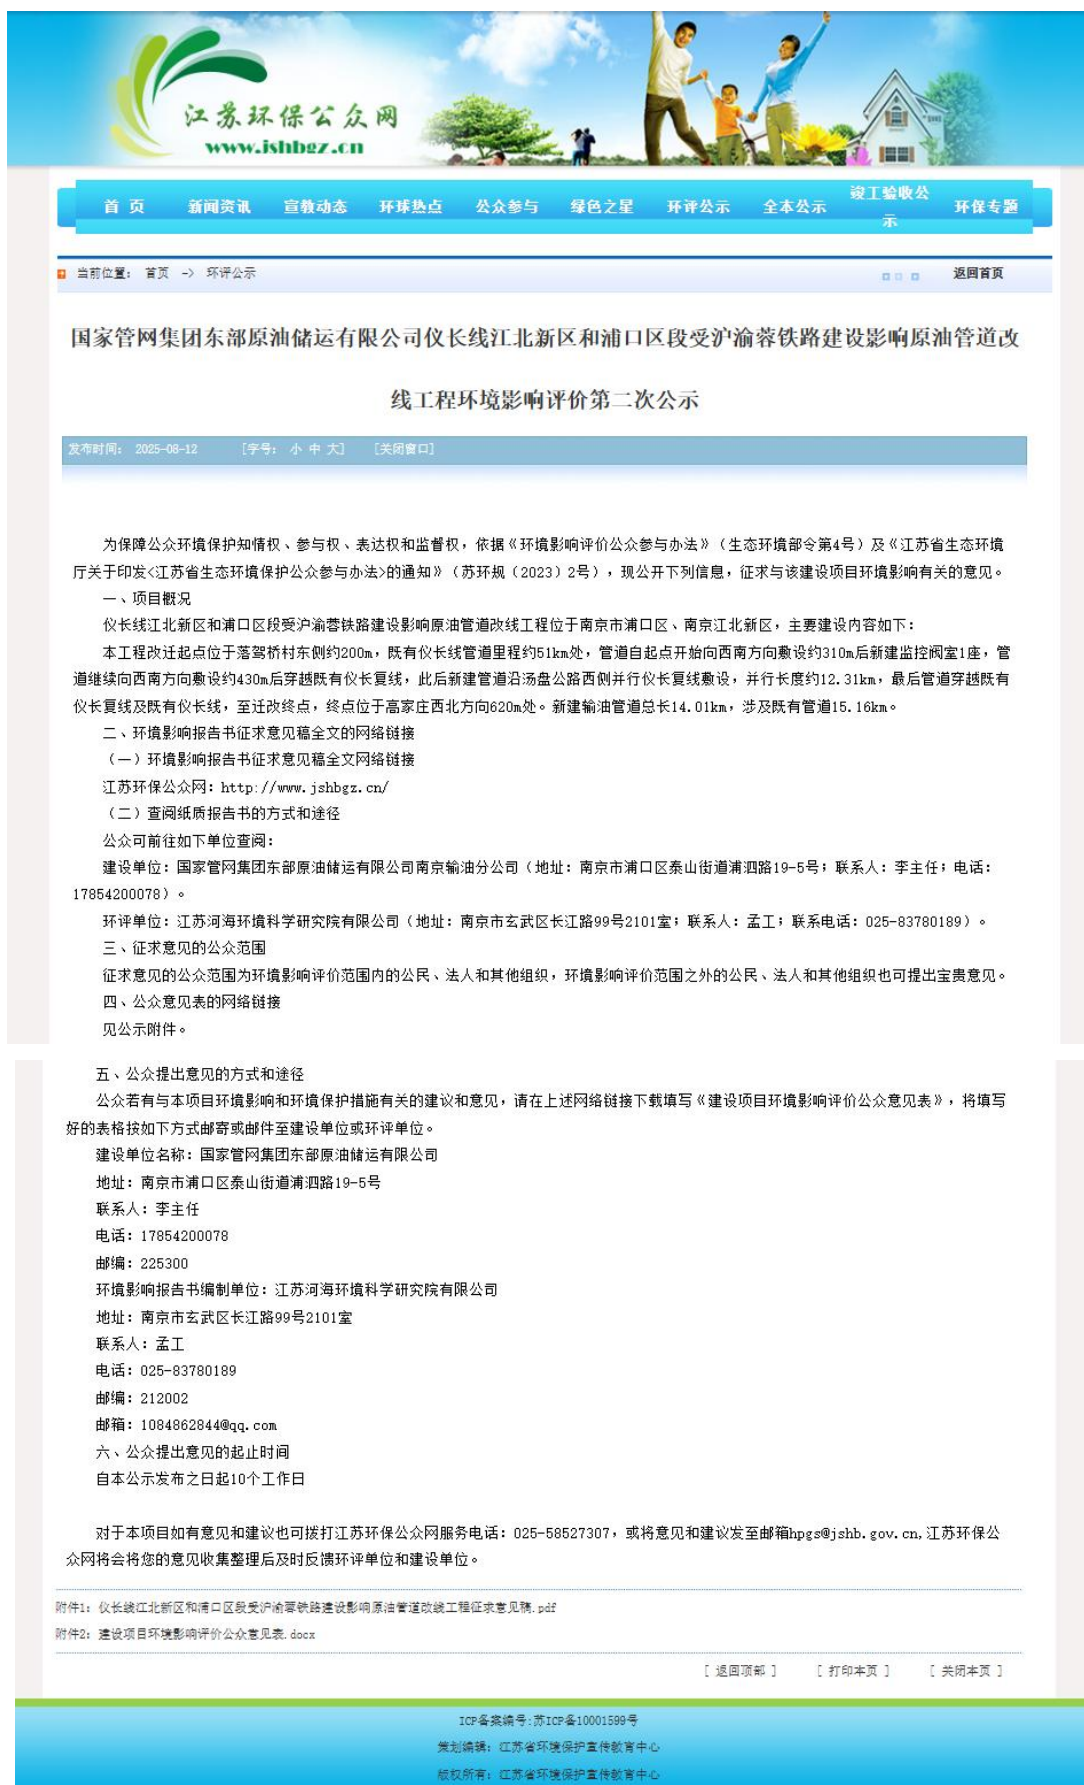 江苏环保公众网
www.jshbgz.cn
首 页 新闻资讯 宣教动态 环球热点 公众参与 绿色之星 环评公示 全本公示 竣工验收公示 环保专题
当前位置： 首页 -> 环评公示 返回首页
国家管网集团东部原油储运有限公司仪长线江北新区和浦口区段受沪渝蓉铁路建设影响原油管道改
线工程环境影响评价第二次公示
发布时间： 2025-08-12 [字号： 小 中 大] [关闭窗口]
为保障公众环境保护知情权、参与权、表达权和监督权，依据《环境影响评价公众参与办法》（生态环境部令第4号）及《江苏省生态环境
厅关于印发<江苏省生态环境保护公众参与办法>的通知》（苏环规（2023）2号），现公开下列信息，征求与该建设项目环境影响有关的意见。
一、项目概况
仪长线江北新区和浦口区段受沪渝蓉铁路建设影响原油管道改线工程位于南京市浦口区、南京江北新区，主要建设内容如下：
本工程改迁起点位于落驾桥村东侧约200m，既有仪长线管道里程约51km处，管道自起点开始向西南方向敷设约310m后新建监控阀室1座，管
道继续向西南方向敷设约430m后穿越既有仪长复线，此后新建管道沿汤盘公路西侧并行仪长复线敷设，并行长度约12.31km，最后管道穿越既有
仪长复线及既有仪长线，至迁改终点，终点位于高家庄西北方向620m处。新建输油管道总长14.01km，涉及既有管道15.16km。
二、环境影响报告书征求意见稿全文的网络链接
（一）环境影响报告书征求意见稿全文网络链接
江苏环保公众网：http://www.jshbgz.cn/
（二）查阅纸质报告书的方式和途径
公众可前往如下单位查阅：
建设单位：国家管网集团东部原油储运有限公司南京输油分公司（地址：南京市浦口区泰山街道浦泗路19-5号；联系人：李主任；电话：
17854200078）。
环评单位：江苏河海环境科学研究院有限公司（地址：南京市玄武区长江路99号2101室；联系人：孟工；联系电话：025-83780189）。
三、征求意见的公众范围
征求意见的公众范围为环境影响评价范围内的公民、法人和其他组织，环境影响评价范围之外的公民、法人和其他组织也可提出宝贵意见。
四、公众意见表的网络链接
见公示附件。
五、公众提出意见的方式和途径
公众若有与本项目环境影响和环境保护措施有关的建议和意见，请在上述网络链接下载填写《建设项目环境影响评价公众意见表》，将填写
好的表格按如下方式邮寄或邮件至建设单位或环评单位。
建设单位名称：国家管网集团东部原油储运有限公司
地址：南京市浦口区泰山街道浦泗路19-5号
联系人：李主任
电话：17854200078
邮编：225300
环境影响报告书编制单位：江苏河海环境科学研究院有限公司
地址：南京市玄武区长江路99号2101室
联系人：孟工
电话：025-83780189
邮编：212002
邮箱：1084862844@qq.com
六、公众提出意见的起止时间
自本公示发布之日起10个工作日
对于本项目如有意见和建议也可拨打江苏环保公众网服务电话：025-58527307，或将意见和建议发至邮箱hpgs@jshb.gov.cn,江苏环保公
众网将会将您的意见收集整理后及时反馈环评单位和建设单位。
附件1：仪长线江北新区和浦口区段受沪渝蓉铁路建设影响原油管道改线工程征求意见稿.pdf
附件2：建设项目环境影响评价公众意见表.docx
[ 返回顶部 ] [ 打印本页 ] [ 关闭本页 ]
ICP备案编号:苏ICP备10001599号
策划编辑：江苏省环境保护宣传教育中心
版权所有：江苏省环境保护宣传教育中心